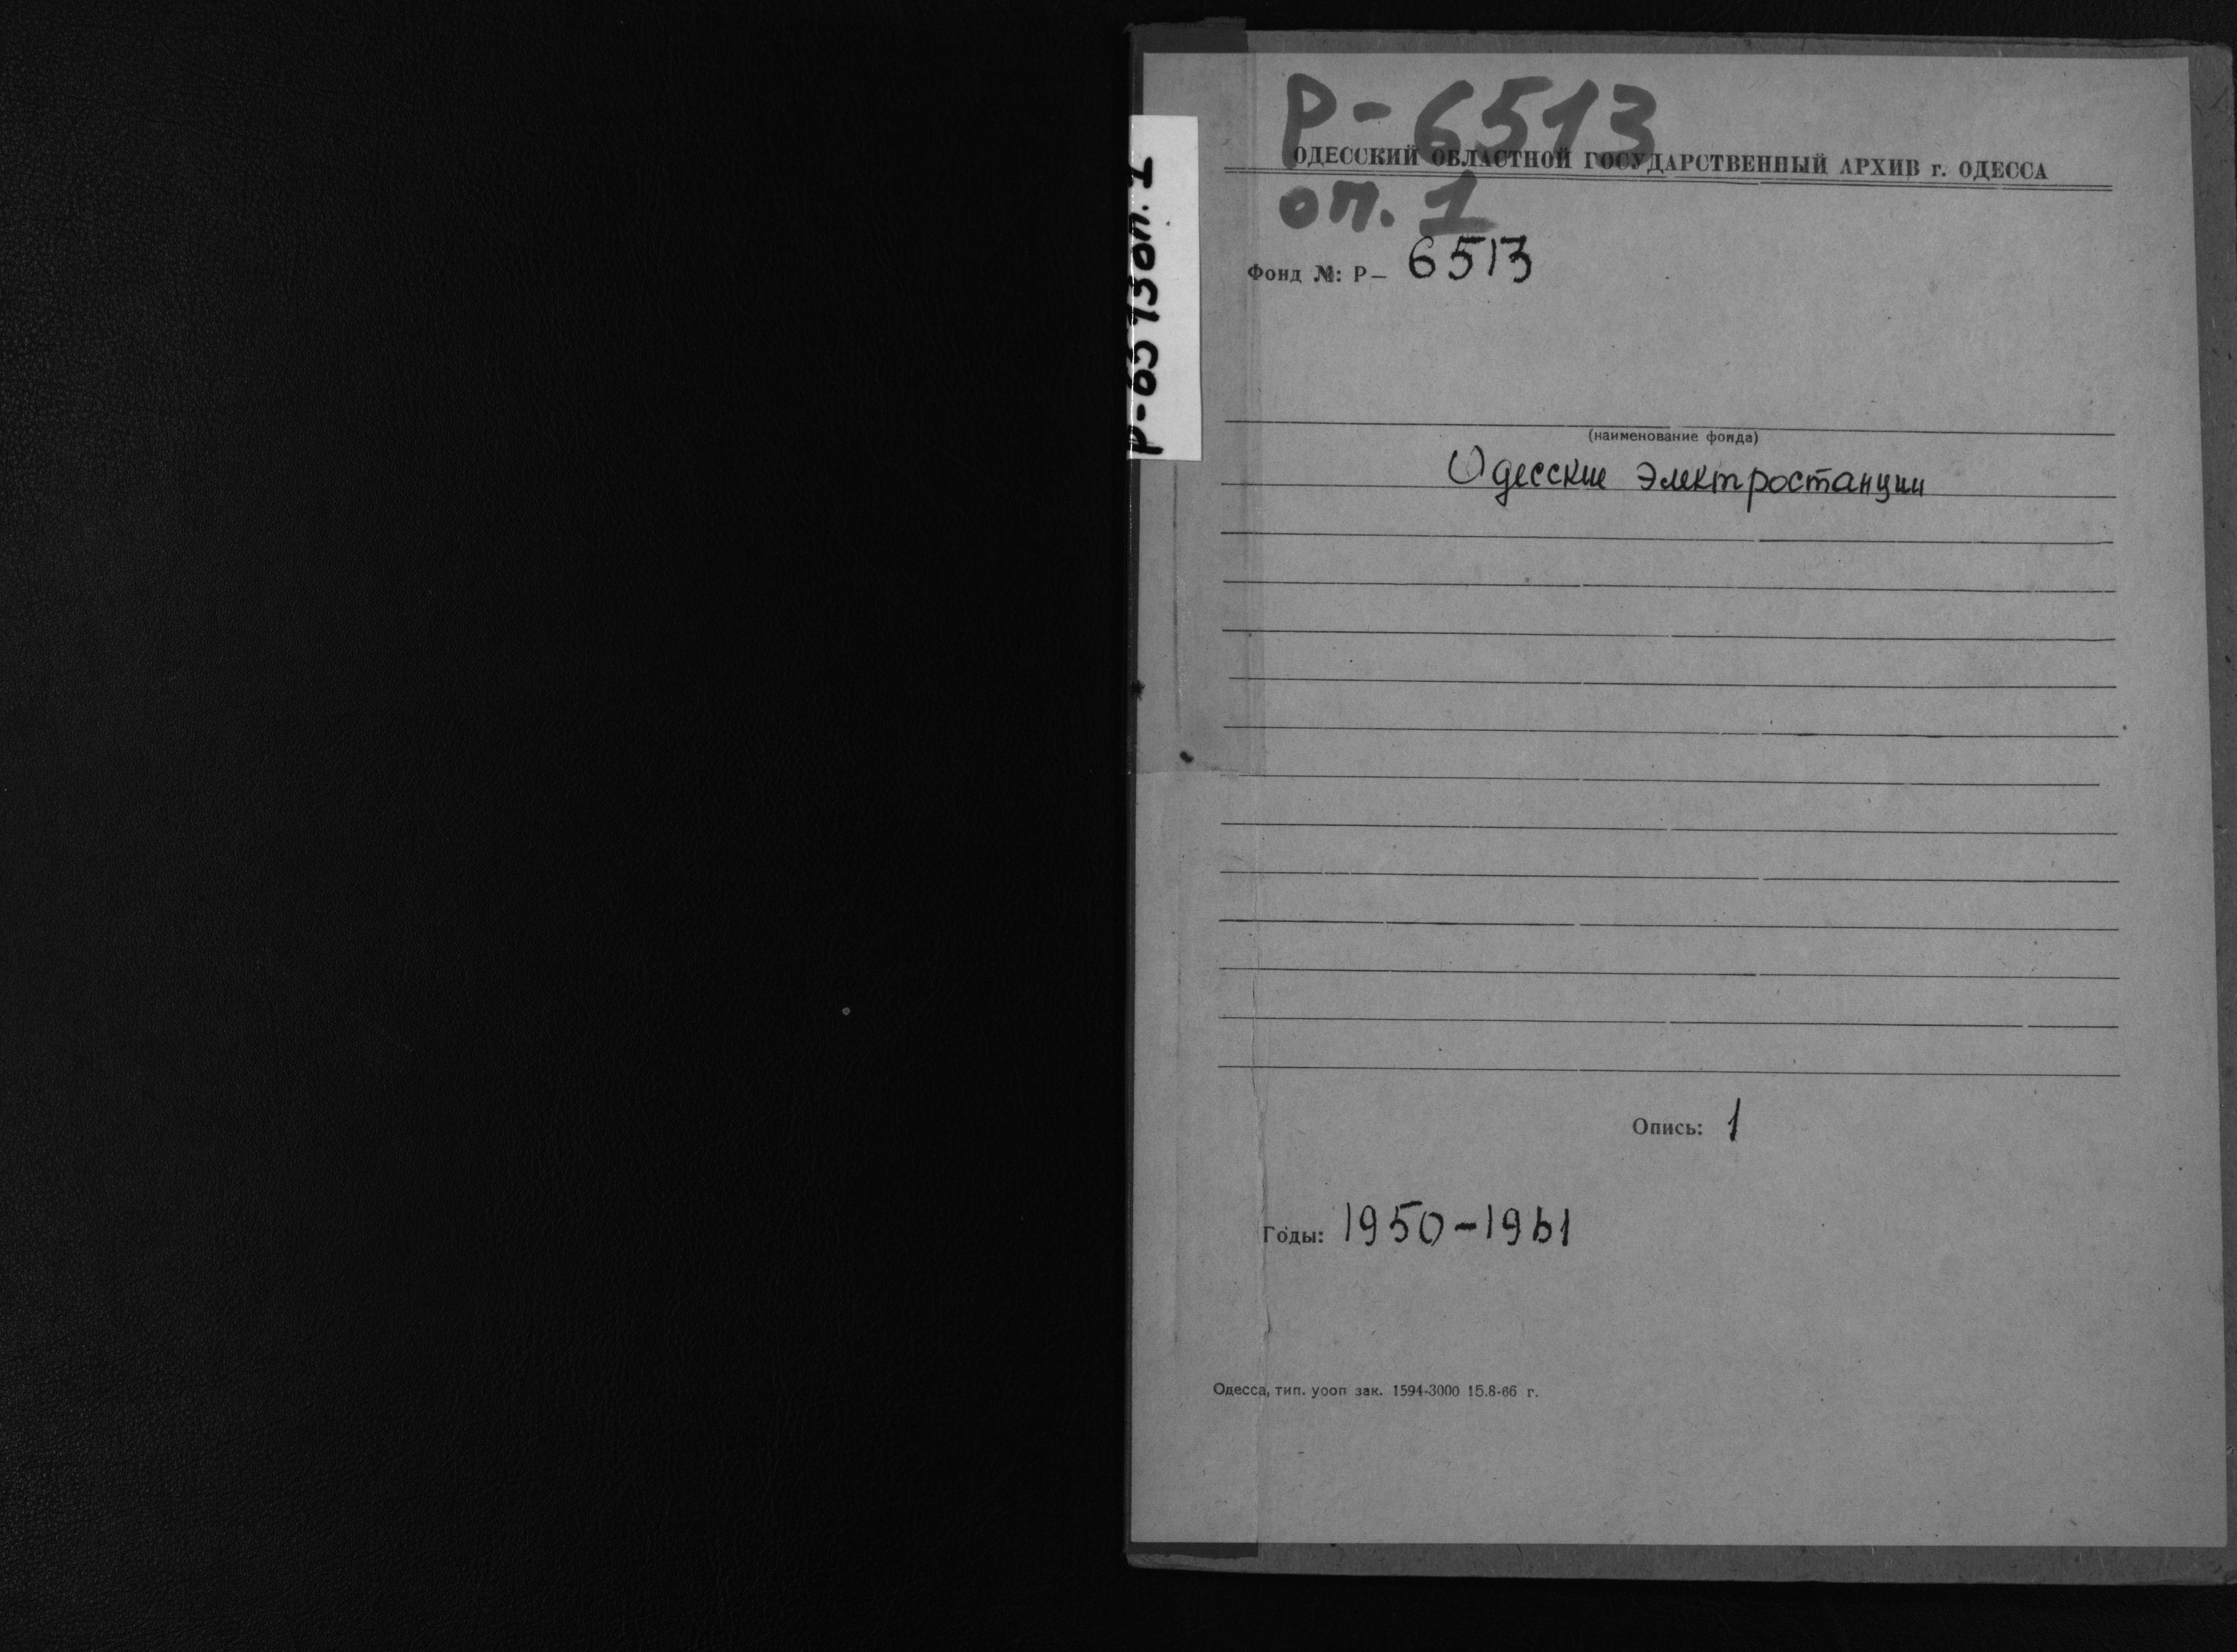 Р-6513
ОДЕССКИЙ ОБЛАСТНОЙ ГОСУДАРСТВЕННЫЙ АРХИВ г. ОДЕССА
оп. 1
Фонд №: Р— 6513
(наименование фонда)
Одесские электростанции
Опись: 1
Годы: 1950-1961
Одесса, тип. уооп зак. 1594-3000 15.8-66 г.
Р-6513 оп. 1